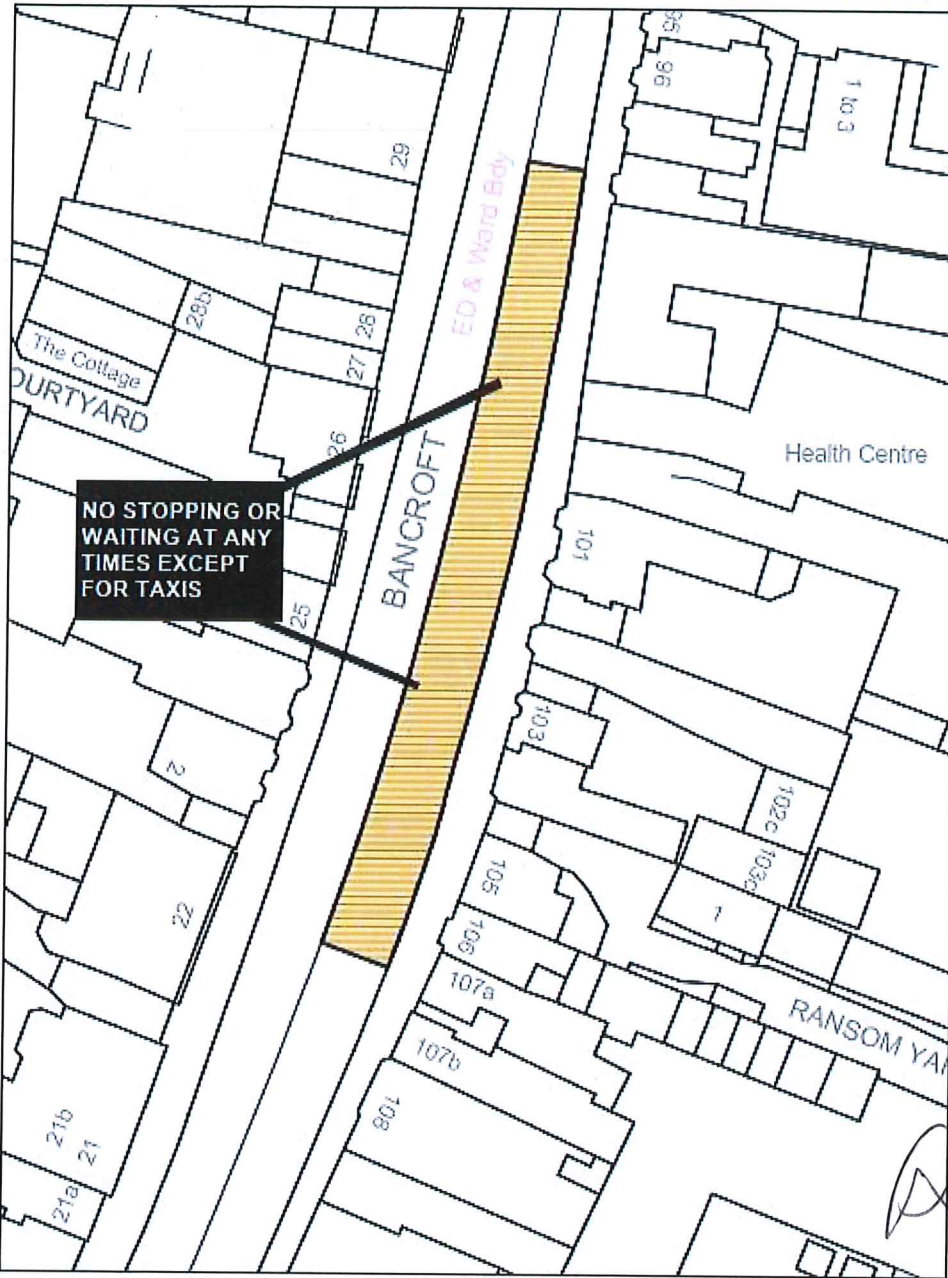 95
96
1 to 3
29
ED & Ward Bdy
28b
28
27
The Cottage
OURTYARD
26
BANCROFT
Health Centre
NO STOPPING OR
WAITING AT ANY
TIMES EXCEPT
FOR TAXIS
25
101
103
2
102c
103c
22
105
1
106
107a
RANSOM YAR
107b
108
21b
21
21a